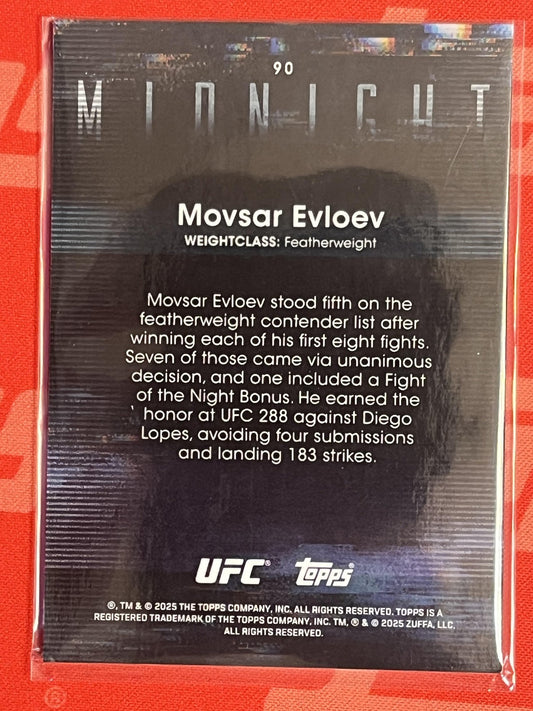 90
MIDNIGHT
Movsar Evloev
WEIGHTCLASS: Featherweight
Movsar Evloev stood fifth on the
featherweight contender list after
winning each of his first eight fights.
Seven of those came via unanimous
decision, and one included a Fight
of the Night Bonus. He earned the
honor at UFC 288 against Diego
Lopes, avoiding four submissions
and landing 183 strikes.
UFC® topps®
®, TM & © 2025 THE TOPPS COMPANY, INC. ALL RIGHTS RESERVED. TOPPS IS A
REGISTERED TRADEMARK OF THE TOPPS COMPANY, INC. TM, ® & © 2025 ZUFFA, LLC.
ALL RIGHTS RESERVED.